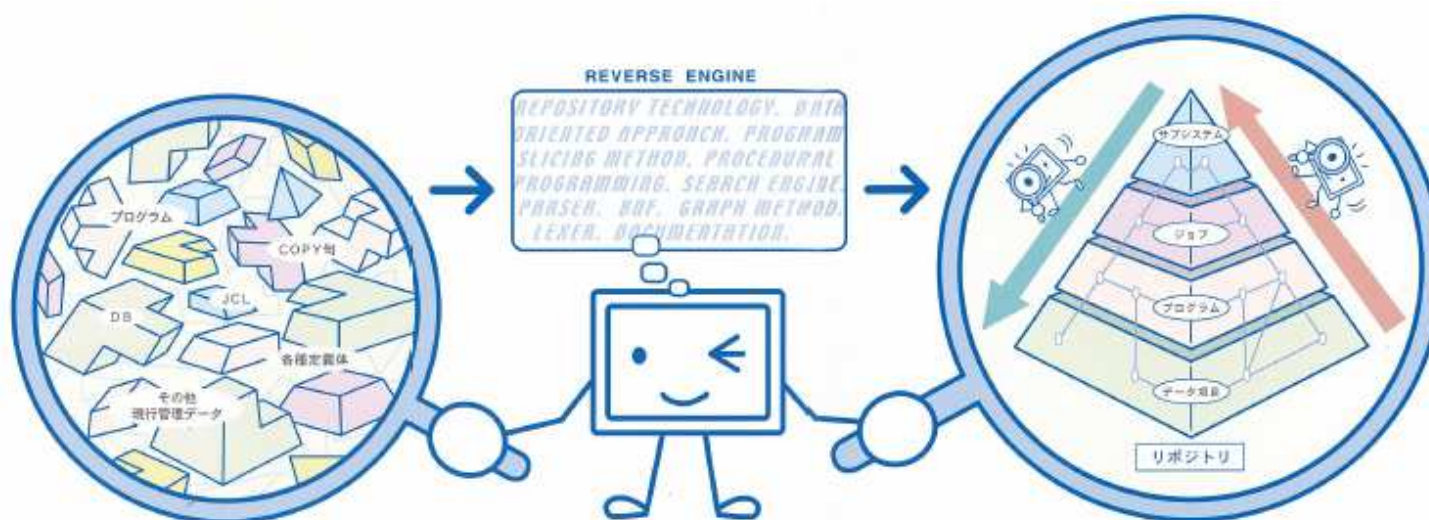 プログラム
COPY句
JCL
DB
各種定義体
その他
現行管理データ
REVERSE ENGINE
REPOSITORY TECHNOLOGY. DATA
ORIENTED APPROACH. PROGRAM
SLICING METHOD. PROCEDURAL
PROGRAMMING. SEARCH ENGINE.
PARSER. BNF. GRAPH METHOD.
LEXER. DOCUMENTATION.
サブシステム
ジョブ
プログラム
データ項目
リポジトリ